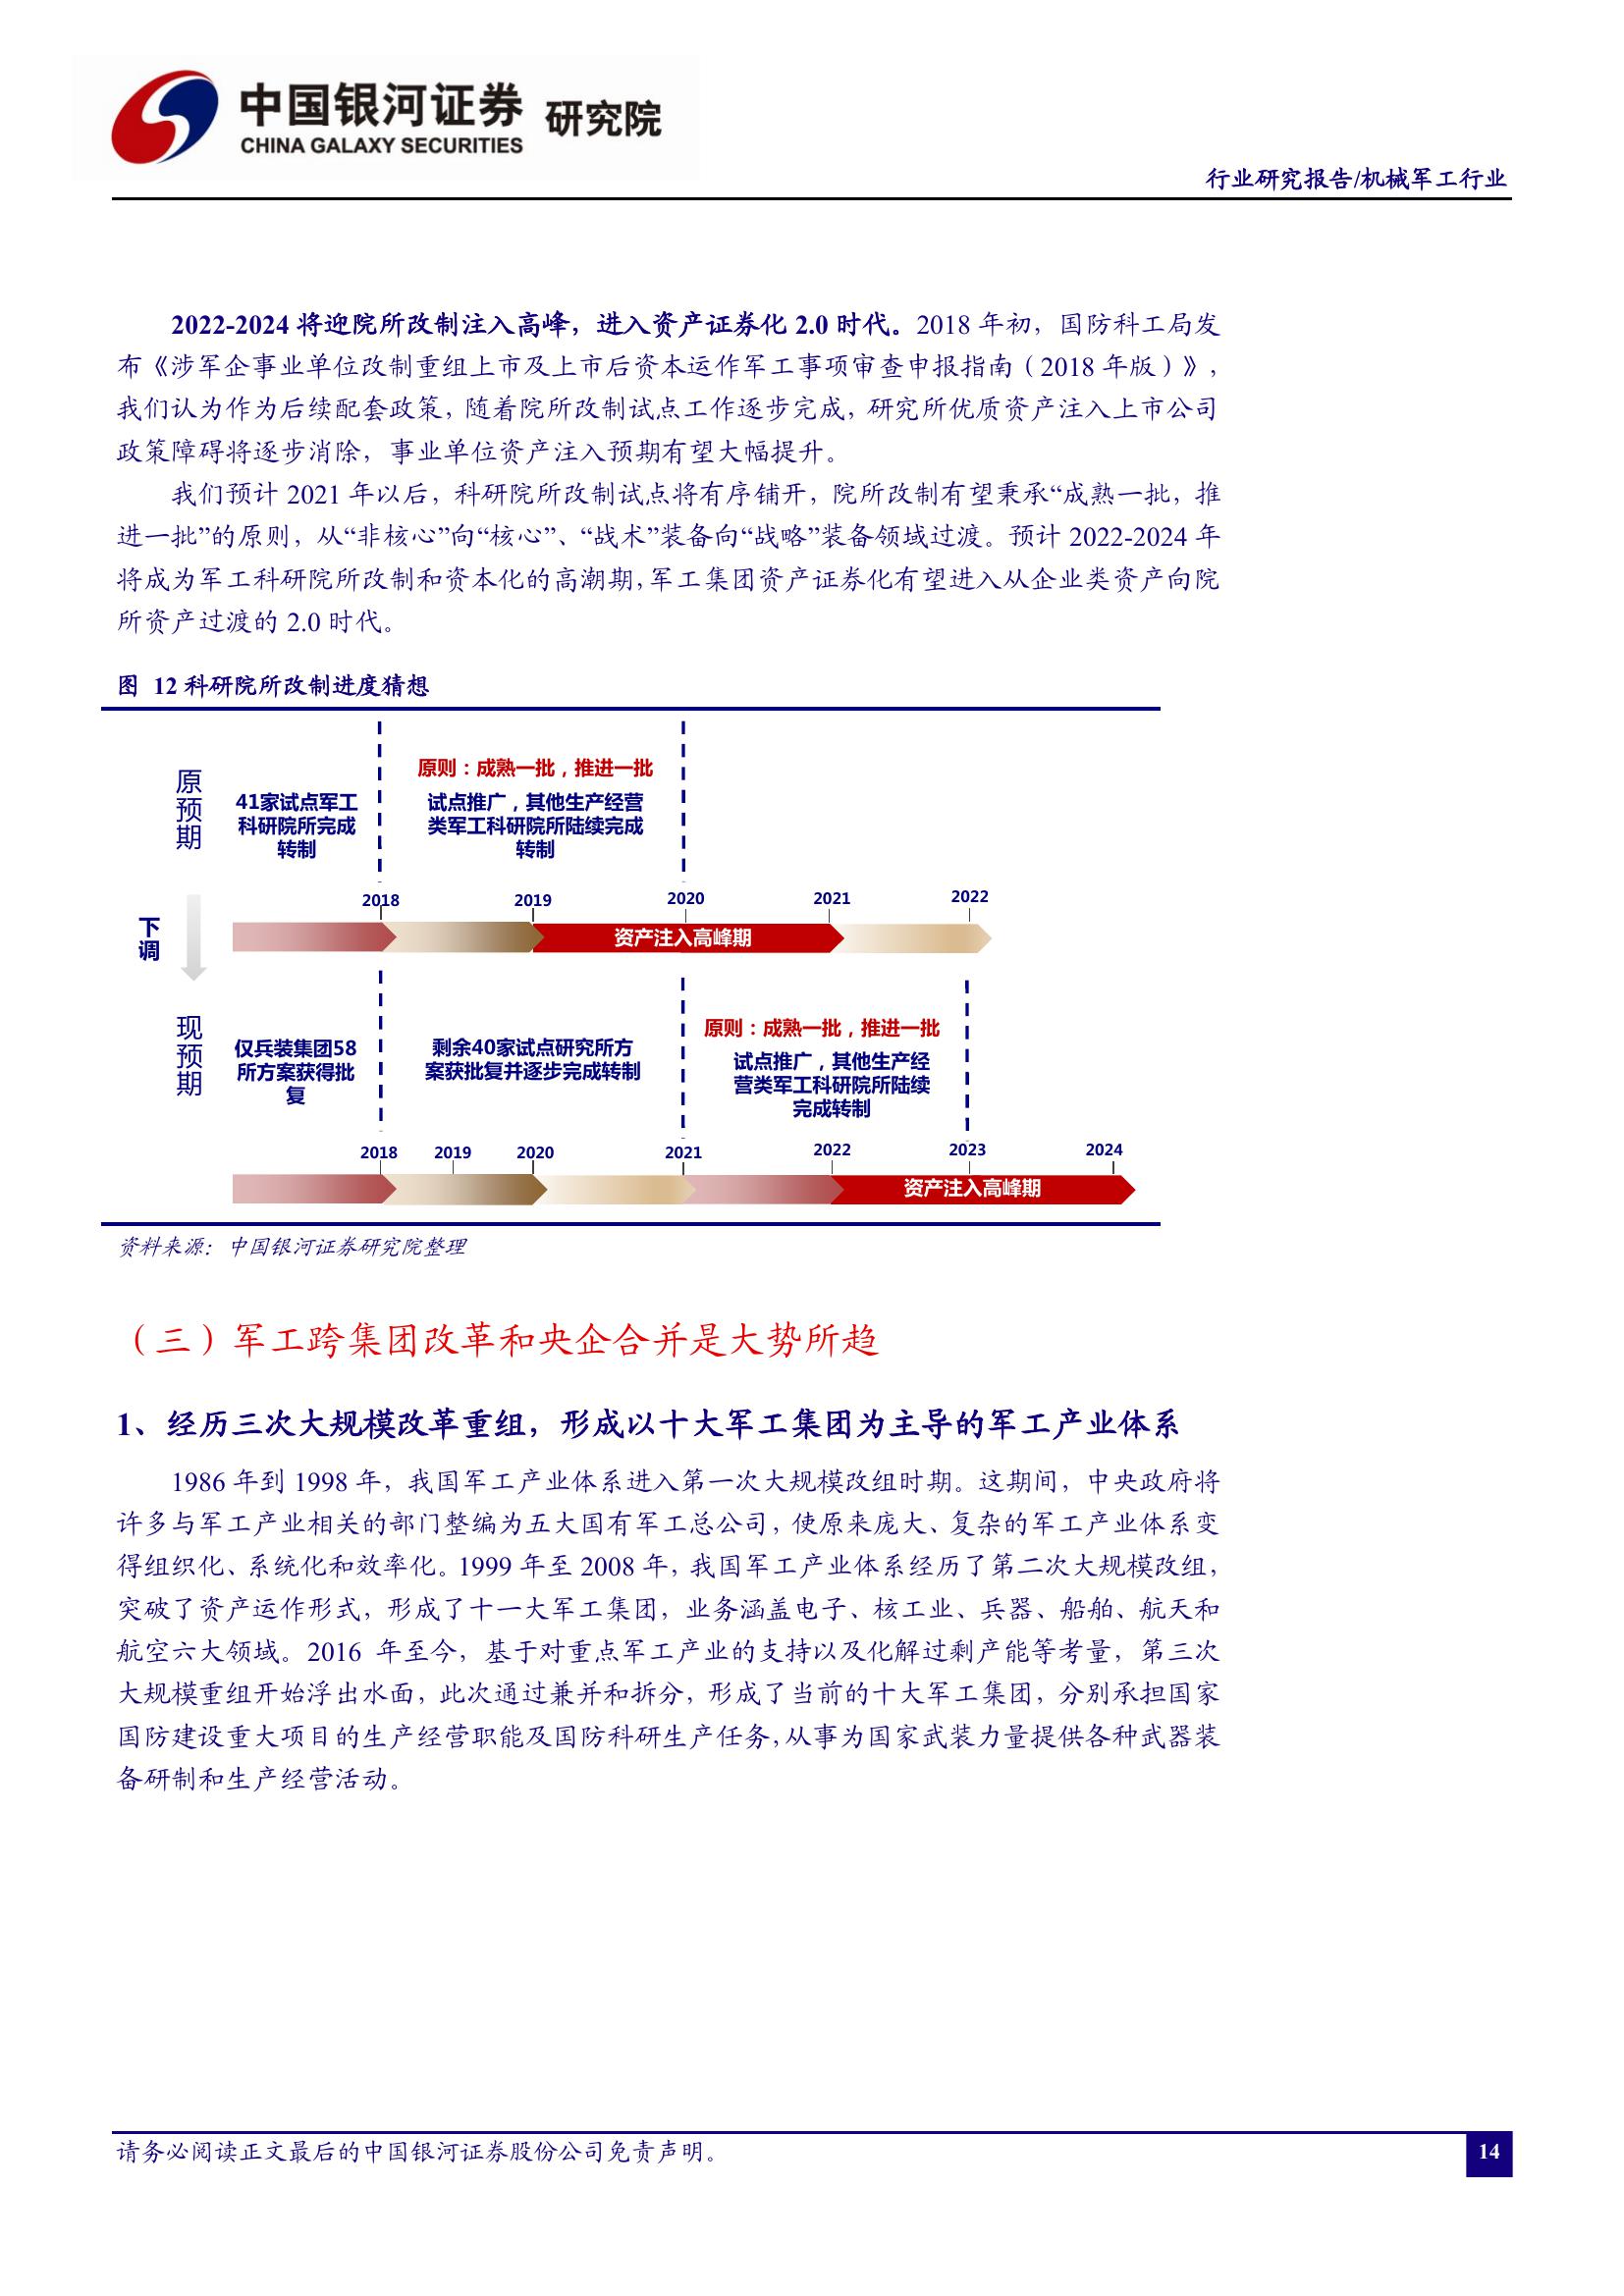 中国银河证券 研究院
CHINA GALAXY SECURITIES
行业研究报告/机械军工行业
2022-2024 将迎院所改制注入高峰，进入资产证券化 2.0 时代。2018 年初，国防科工局发
布《涉军企事业单位改制重组上市及上市后资本运作军工事项审查申报指南（2018 年版）》，
我们认为作为后续配套政策，随着院所改制试点工作逐步完成，研究所优质资产注入上市公司
政策障碍将逐步消除，事业单位资产注入预期有望大幅提升。
我们预计 2021 年以后，科研院所改制试点将有序铺开，院所改制有望秉承“成熟一批，推
进一批”的原则，从“非核心”向“核心”、“战术”装备向“战略”装备领域过渡。预计 2022-2024 年
将成为军工科研院所改制和资本化的高潮期，军工集团资产证券化有望进入从企业类资产向院
所资产过渡的 2.0 时代。
图 12 科研院所改制进度猜想
原预期
41家试点军工
科研院所完成
转制
原则：成熟一批，推进一批
试点推广，其他生产经营
类军工科研院所陆续完成
转制
2018 2019 2020 2021 2022
资产注入高峰期
下调
现预期
仅兵装集团58
所方案获得批
复
剩余40家试点研究所方
案获批复并逐步完成转制
原则：成熟一批，推进一批
试点推广，其他生产经
营类军工科研院所陆续
完成转制
2018 2019 2020 2021 2022 2023 2024
资产注入高峰期
资料来源：中国银河证券研究院整理
（三）军工跨集团改革和央企合并是大势所趋
1、经历三次大规模改革重组，形成以十大军工集团为主导的军工产业体系
1986 年到 1998 年，我国军工产业体系进入第一次大规模改组时期。这期间，中央政府将
许多与军工产业相关的部门整编为五大国有军工总公司，使原来庞大、复杂的军工产业体系变
得组织化、系统化和效率化。1999 年至 2008 年，我国军工产业体系经历了第二次大规模改组，
突破了资产运作形式，形成了十一大军工集团，业务涵盖电子、核工业、兵器、船舶、航天和
航空六大领域。2016 年至今，基于对重点军工产业的支持以及化解过剩产能等考量，第三次
大规模重组开始浮出水面，此次通过兼并和拆分，形成了当前的十大军工集团，分别承担国家
国防建设重大项目的生产经营职能及国防科研生产任务，从事为国家武装力量提供各种武器装
备研制和生产经营活动。
请务必阅读正文最后的中国银河证券股份公司免责声明。
14